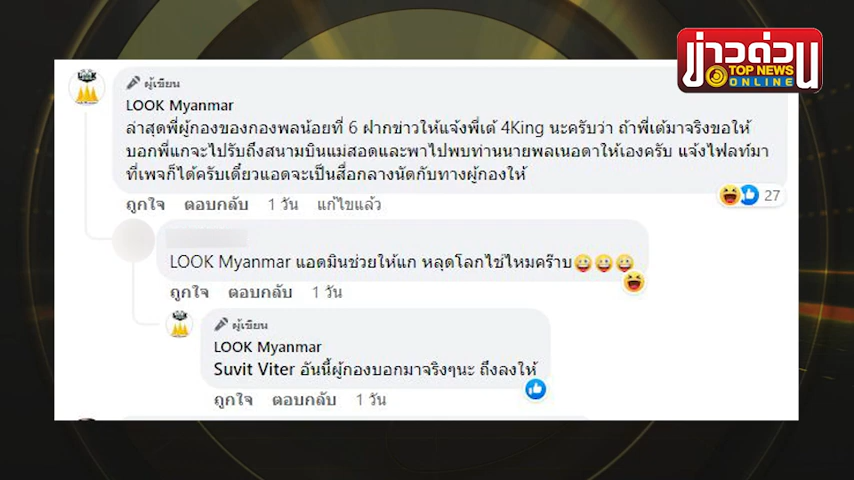 ข่าวด่วน
TOP NEWS
ONLINE
ผู้เขียน
LOOK Myanmar
ล่าสุดพี่ผู้กองของกองพลน้อยที่ 6 ฝากข่าวให้แจ้งพี่เต้ 4King นะครับว่า ถ้าพี่เต้มาจริงขอให้
บอกพี่แกจะไปรับถึงสนามบินแม่สอดและพาไปพบท่านนายพลเนอดาให้เองครับ แจ้งไฟลท์มา
ที่เพจก็ได้ครับเดี๋ยวแอดจะเป็นสื่อกลางนัดกับทางผู้กองให้
27
ถูกใจ ตอบกลับ 1 วัน แก้ไขแล้ว
LOOK Myanmar แอดมินช่วยให้แก หลุดโลกไช่ไหมคร๊าบ
ถูกใจ ตอบกลับ 1 วัน
ผู้เขียน
LOOK Myanmar
Suvit Viter อันนี้ผู้กองบอกมาจริงๆนะ ถึงลงให้
ถูกใจ ตอบกลับ 1 วัน